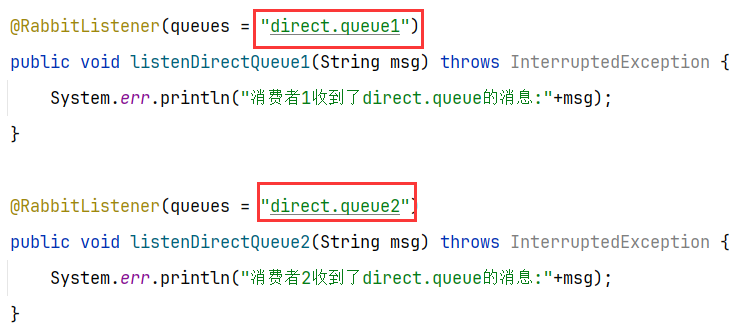 @RabbitListener(queues = "direct.queue1")
public void listenDirectQueue1(String msg) throws InterruptedException {
    System.err.println("消费者1收到了direct.queue的消息:"+msg);
}
@RabbitListener(queues = "direct.queue2")
public void listenDirectQueue2(String msg) throws InterruptedException {
    System.err.println("消费者2收到了direct.queue的消息:"+msg);
}